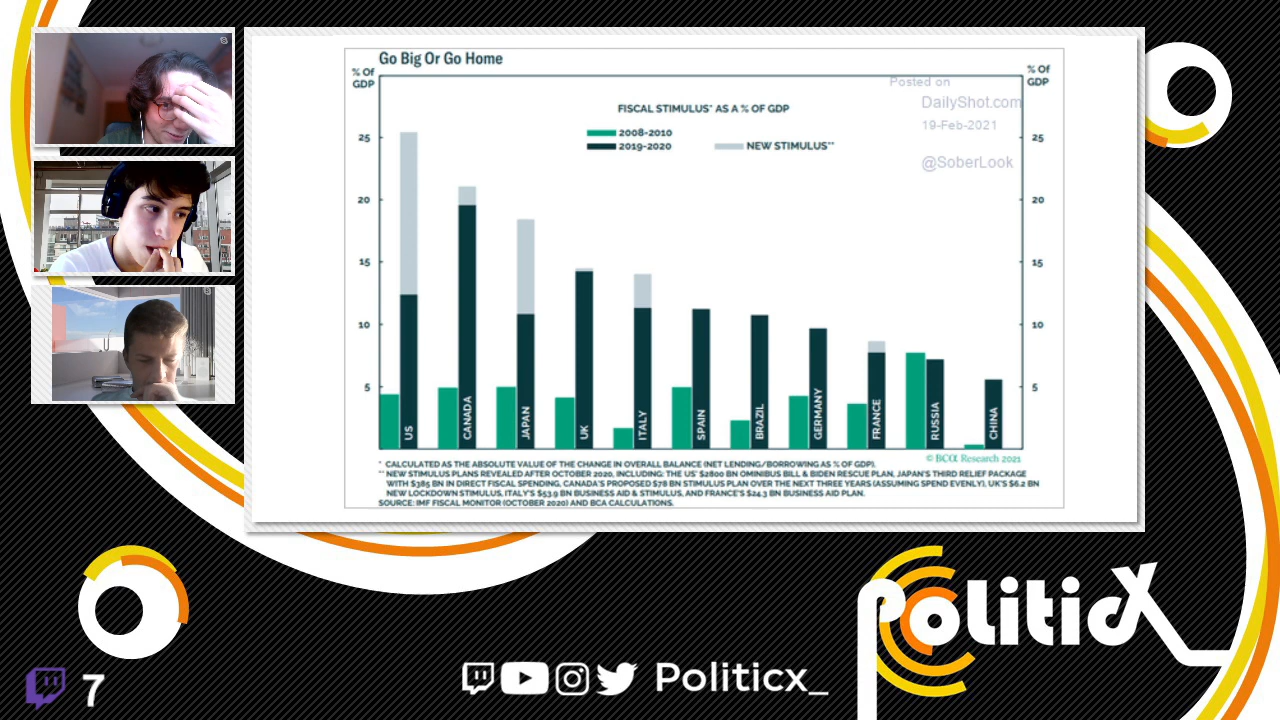 Go Big Or Go Home
% Of
GDP
% Of
GDP
Posted on
DailyShot.com
19-Feb-2021
@SoberLook
FISCAL STIMULUS* AS A % OF GDP
2008-2010
2019-2020
NEW STIMULUS**
25
20
15
10
5
25
20
15
10
5
US
CANADA
JAPAN
UK
ITALY
SPAIN
BRAZIL
GERMANY
FRANCE
RUSSIA
CHINA
© BCα Research 2021
* CALCULATED AS THE ABSOLUTE VALUE OF THE CHANGE IN OVERALL BALANCE (NET LENDING/BORROWING AS % OF GDP).
** NEW STIMULUS PLANS REVEALED AFTER OCTOBER 2020, INCLUDING: THE US' $2800 BN OMNIBUS BILL & BIDEN RESCUE PLAN, JAPAN'S THIRD RELIEF PACKAGE
WITH $385 BN IN DIRECT FISCAL SPENDING, CANADA'S PROPOSED $78 BN STIMULUS PLAN OVER THE NEXT THREE YEARS (ASSUMING SPEND EVENLY), UK'S $6.2 BN
NEW LOCKDOWN STIMULUS, ITALY'S $53.9 BN BUSINESS AID & STIMULUS, AND FRANCE'S $24.3 BN BUSINESS AID PLAN.
SOURCE: IMF FISCAL MONITOR (OCTOBER 2020) AND BCA CALCULATIONS.
PoliticX
7
Politicx_